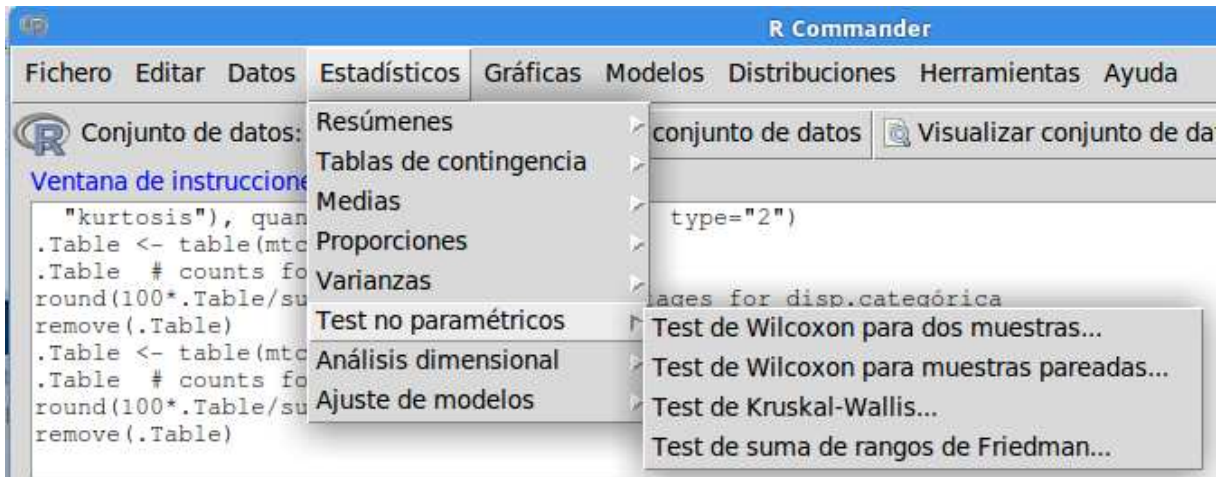 R Commander
Fichero Editar Datos Estadísticos Gráficas Modelos Distribuciones Herramientas Ayuda
Conjunto de datos: conjunto de datos Visualizar conjunto de
Ventana de
Resúmenes
Tablas de contingencia
Medias
Proporciones
Varianzas
Test no paramétricos
Análisis dimensional
Ajuste de modelos
Test de Wilcoxon para dos muestras...
Test de Wilcoxon para muestras pareadas...
Test de Kruskal-Wallis...
Test de suma de rangos de Friedman...
"kurtosis"), quan type="2")
.Table <- table(mtc
.Table # counts fo
round(100*.Table/su ages for disp.categórica
remove(.Table)
.Table <- table(mtc
.Table # counts fo
round(100*.Table/su
remove(.Table)